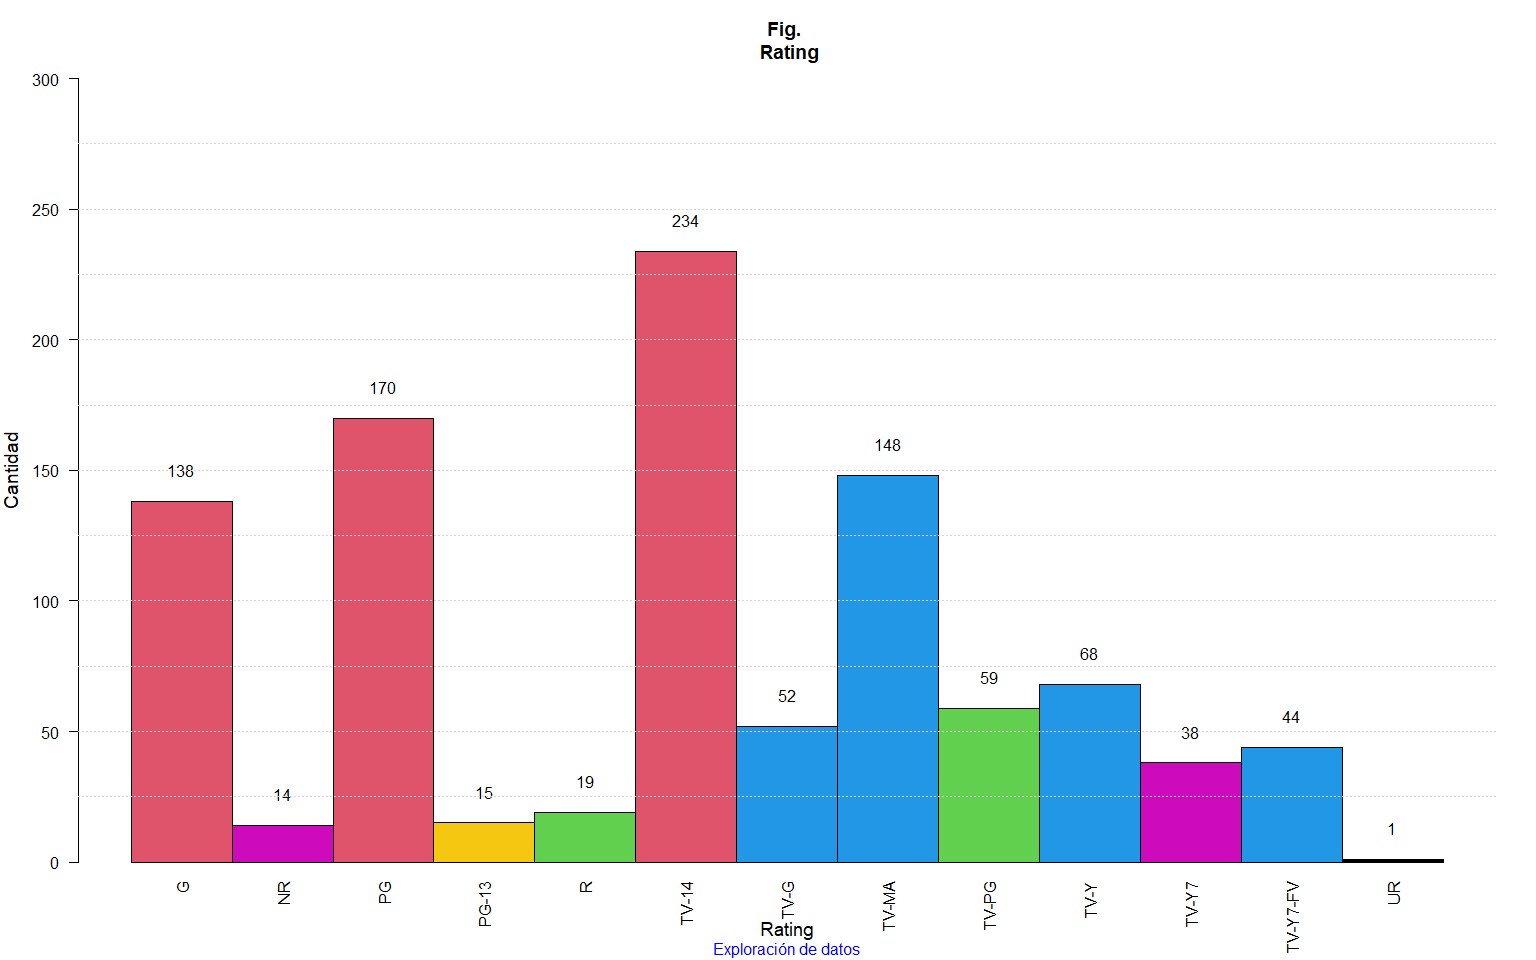 Fig.
Rating
Cantidad
300
250
200
150
100
50
0
138
14
170
15
19
234
52
148
59
68
38
44
1
G
NR
PG
PG-13
R
TV-14
TV-G
TV-MA
TV-PG
TV-Y
TV-Y7
TV-Y7-FV
UR
Rating
Exploración de datos